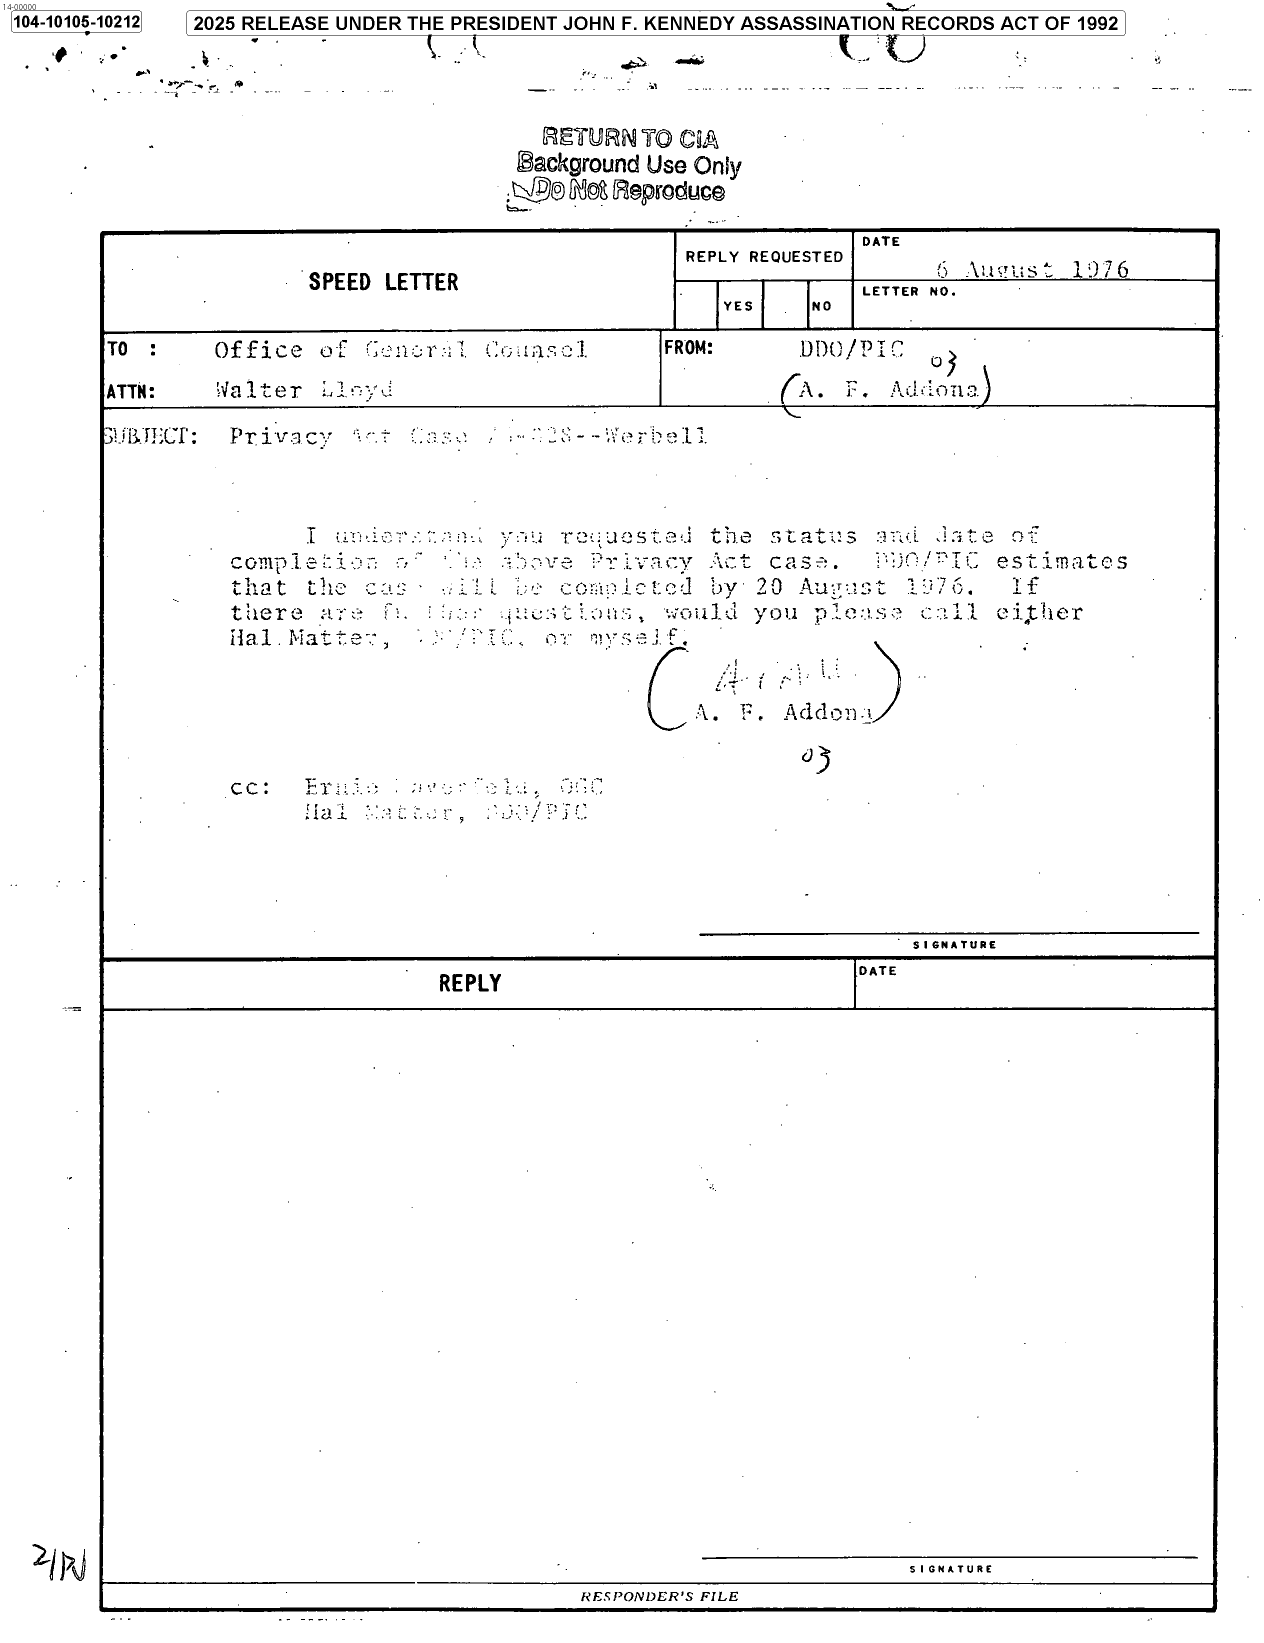 14-00000
104-10105-10212
2025 RELEASE UNDER THE PRESIDENT JOHN F. KENNEDY ASSASSINATION RECORDS ACT OF 1992
RETURN TO CIA
Background Use Only
Do Not Reproduce
SPEED LETTER
REPLY REQUESTED
YES NO
DATE
6 August 1976
LETTER NO.
TO : Office of General Counsel
ATTN: Walter Lloyd
FROM: DDO/PIC 03
(A. F. Addona)
SUBJECT: Privacy Act Case --Werbell
I understand you requested the status and date of
completion of the above Privacy Act case. DDO/PIC estimates
that the case will be completed by 20 August 1976. If
there are further questions, would you please call either
Hal Matter, DDO/PIC, or myself.
A. F. Addona
03
cc: Ernie OGC
Hal Matter, DDO/PIC
SIGNATURE
REPLY
DATE
SIGNATURE
RESPONDER'S FILE